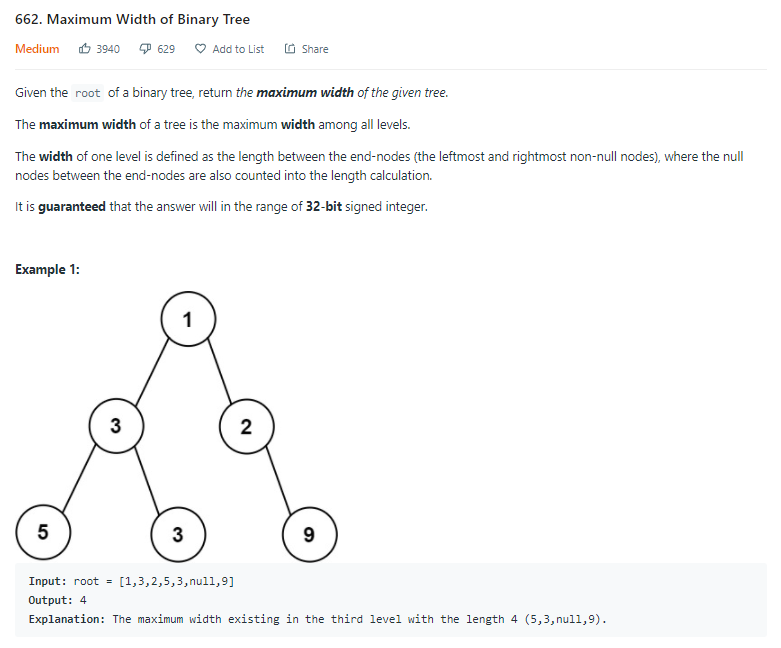 662. Maximum Width of Binary Tree
Medium 3940 629 Add to List Share
Given the root of a binary tree, return the maximum width of the given tree.
The maximum width of a tree is the maximum width among all levels.
The width of one level is defined as the length between the end-nodes (the leftmost and rightmost non-null nodes), where the null
nodes between the end-nodes are also counted into the length calculation.
It is guaranteed that the answer will in the range of 32-bit signed integer.
Example 1:
1
3 2
5 3 9
Input: root = [1,3,2,5,3,null,9]
Output: 4
Explanation: The maximum width existing in the third level with the length 4 (5,3,null,9).